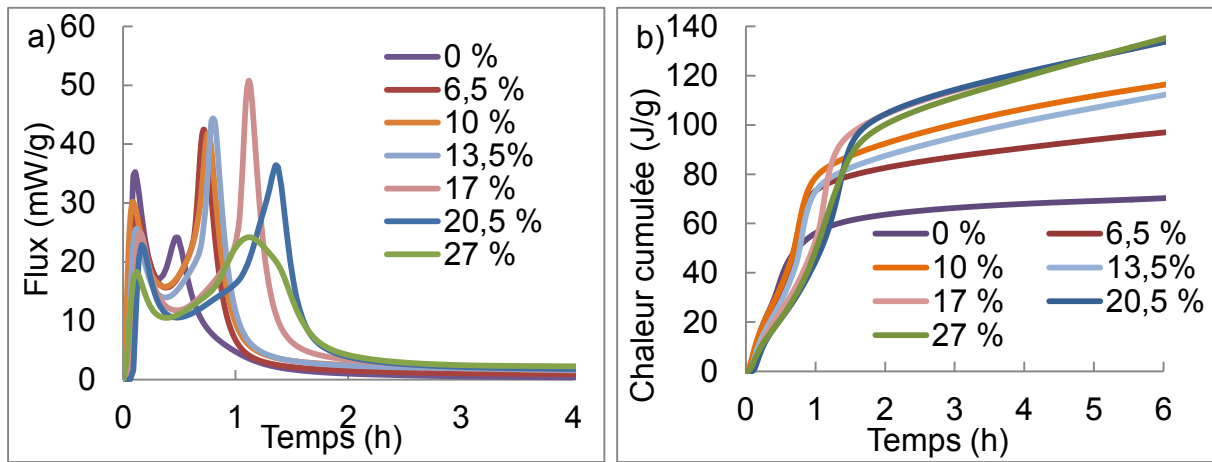 a)
Flux (mW/g)
60
50
40
30
20
10
0
0 %
6,5 %
10 %
13,5%
17 %
20,5 %
27 %
0 1 2 3 4
Temps (h)
b)
Chaleur cumulée (J/g)
140
120
100
80
60
40
20
0
0 % 6,5 %
10 % 13,5%
17 % 20,5 %
27 %
0 1 2 3 4 5 6
Temps (h)